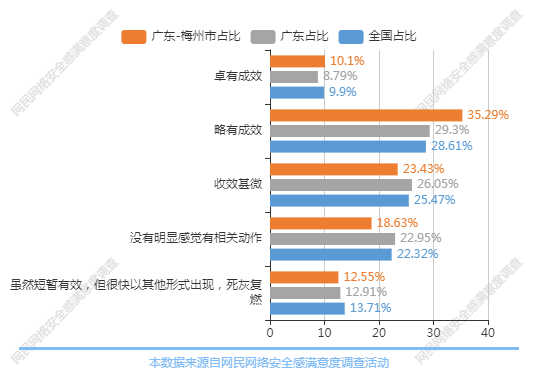 广东-梅州市占比 广东占比 全国占比
卓有成效
10.1%
8.79%
9.9%
略有成效
35.29%
29.3%
28.61%
收效甚微
23.43%
26.05%
25.47%
没有明显感觉有相关动作
18.63%
22.95%
22.32%
虽然短暂有效，但很快以其他形式出现，死灰复
燃
12.55%
12.91%
13.71%
0 10 20 30 40
本数据来源自网民网络安全感满意度调查活动
网民网络安全感满意度调查
网民网络安全感满意度调查
网民网络安全感满意度调查
网民网络安全感满意度调查